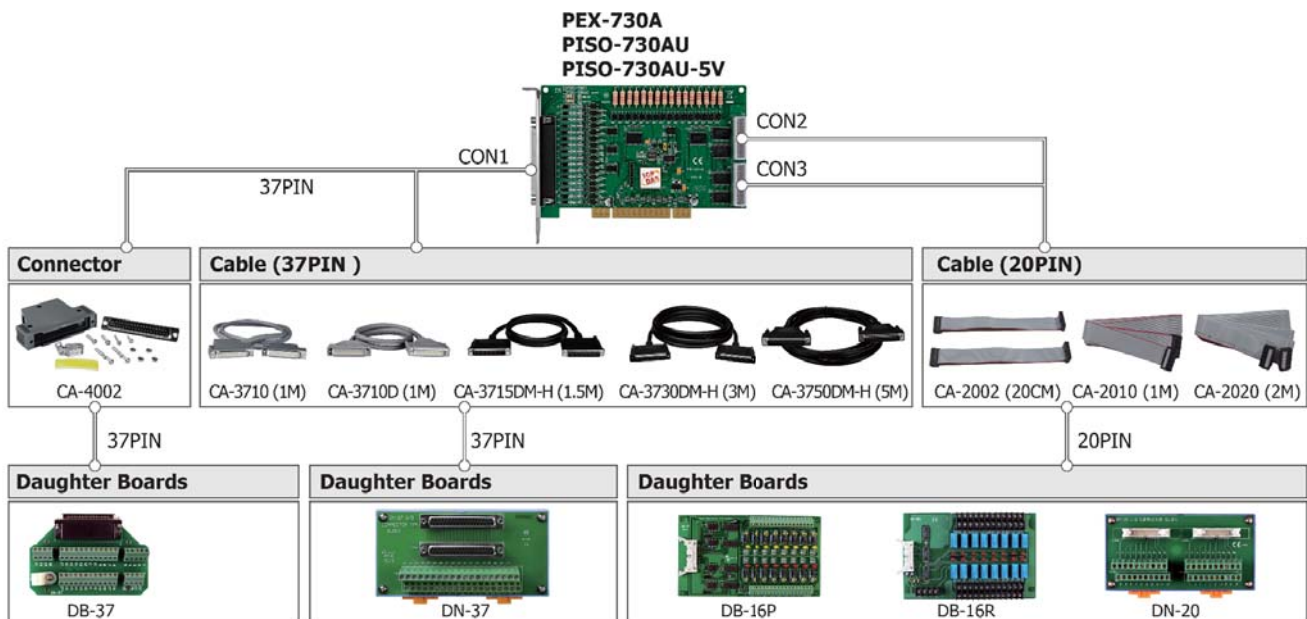 PEX-730A
PISO-730AU
PISO-730AU-5V
CON2
CON1
CON3
37PIN
Connector
Cable (37PIN )
Cable (20PIN)
CA-4002
CA-3710 (1M)
CA-3710D (1M)
CA-3715DM-H (1.5M)
CA-3730DM-H (3M)
CA-3750DM-H (5M)
CA-2002 (20CM)
CA-2010 (1M)
CA-2020 (2M)
37PIN
37PIN
20PIN
Daughter Boards
Daughter Boards
Daughter Boards
DB-37
DN-37
DB-16P
DB-16R
DN-20